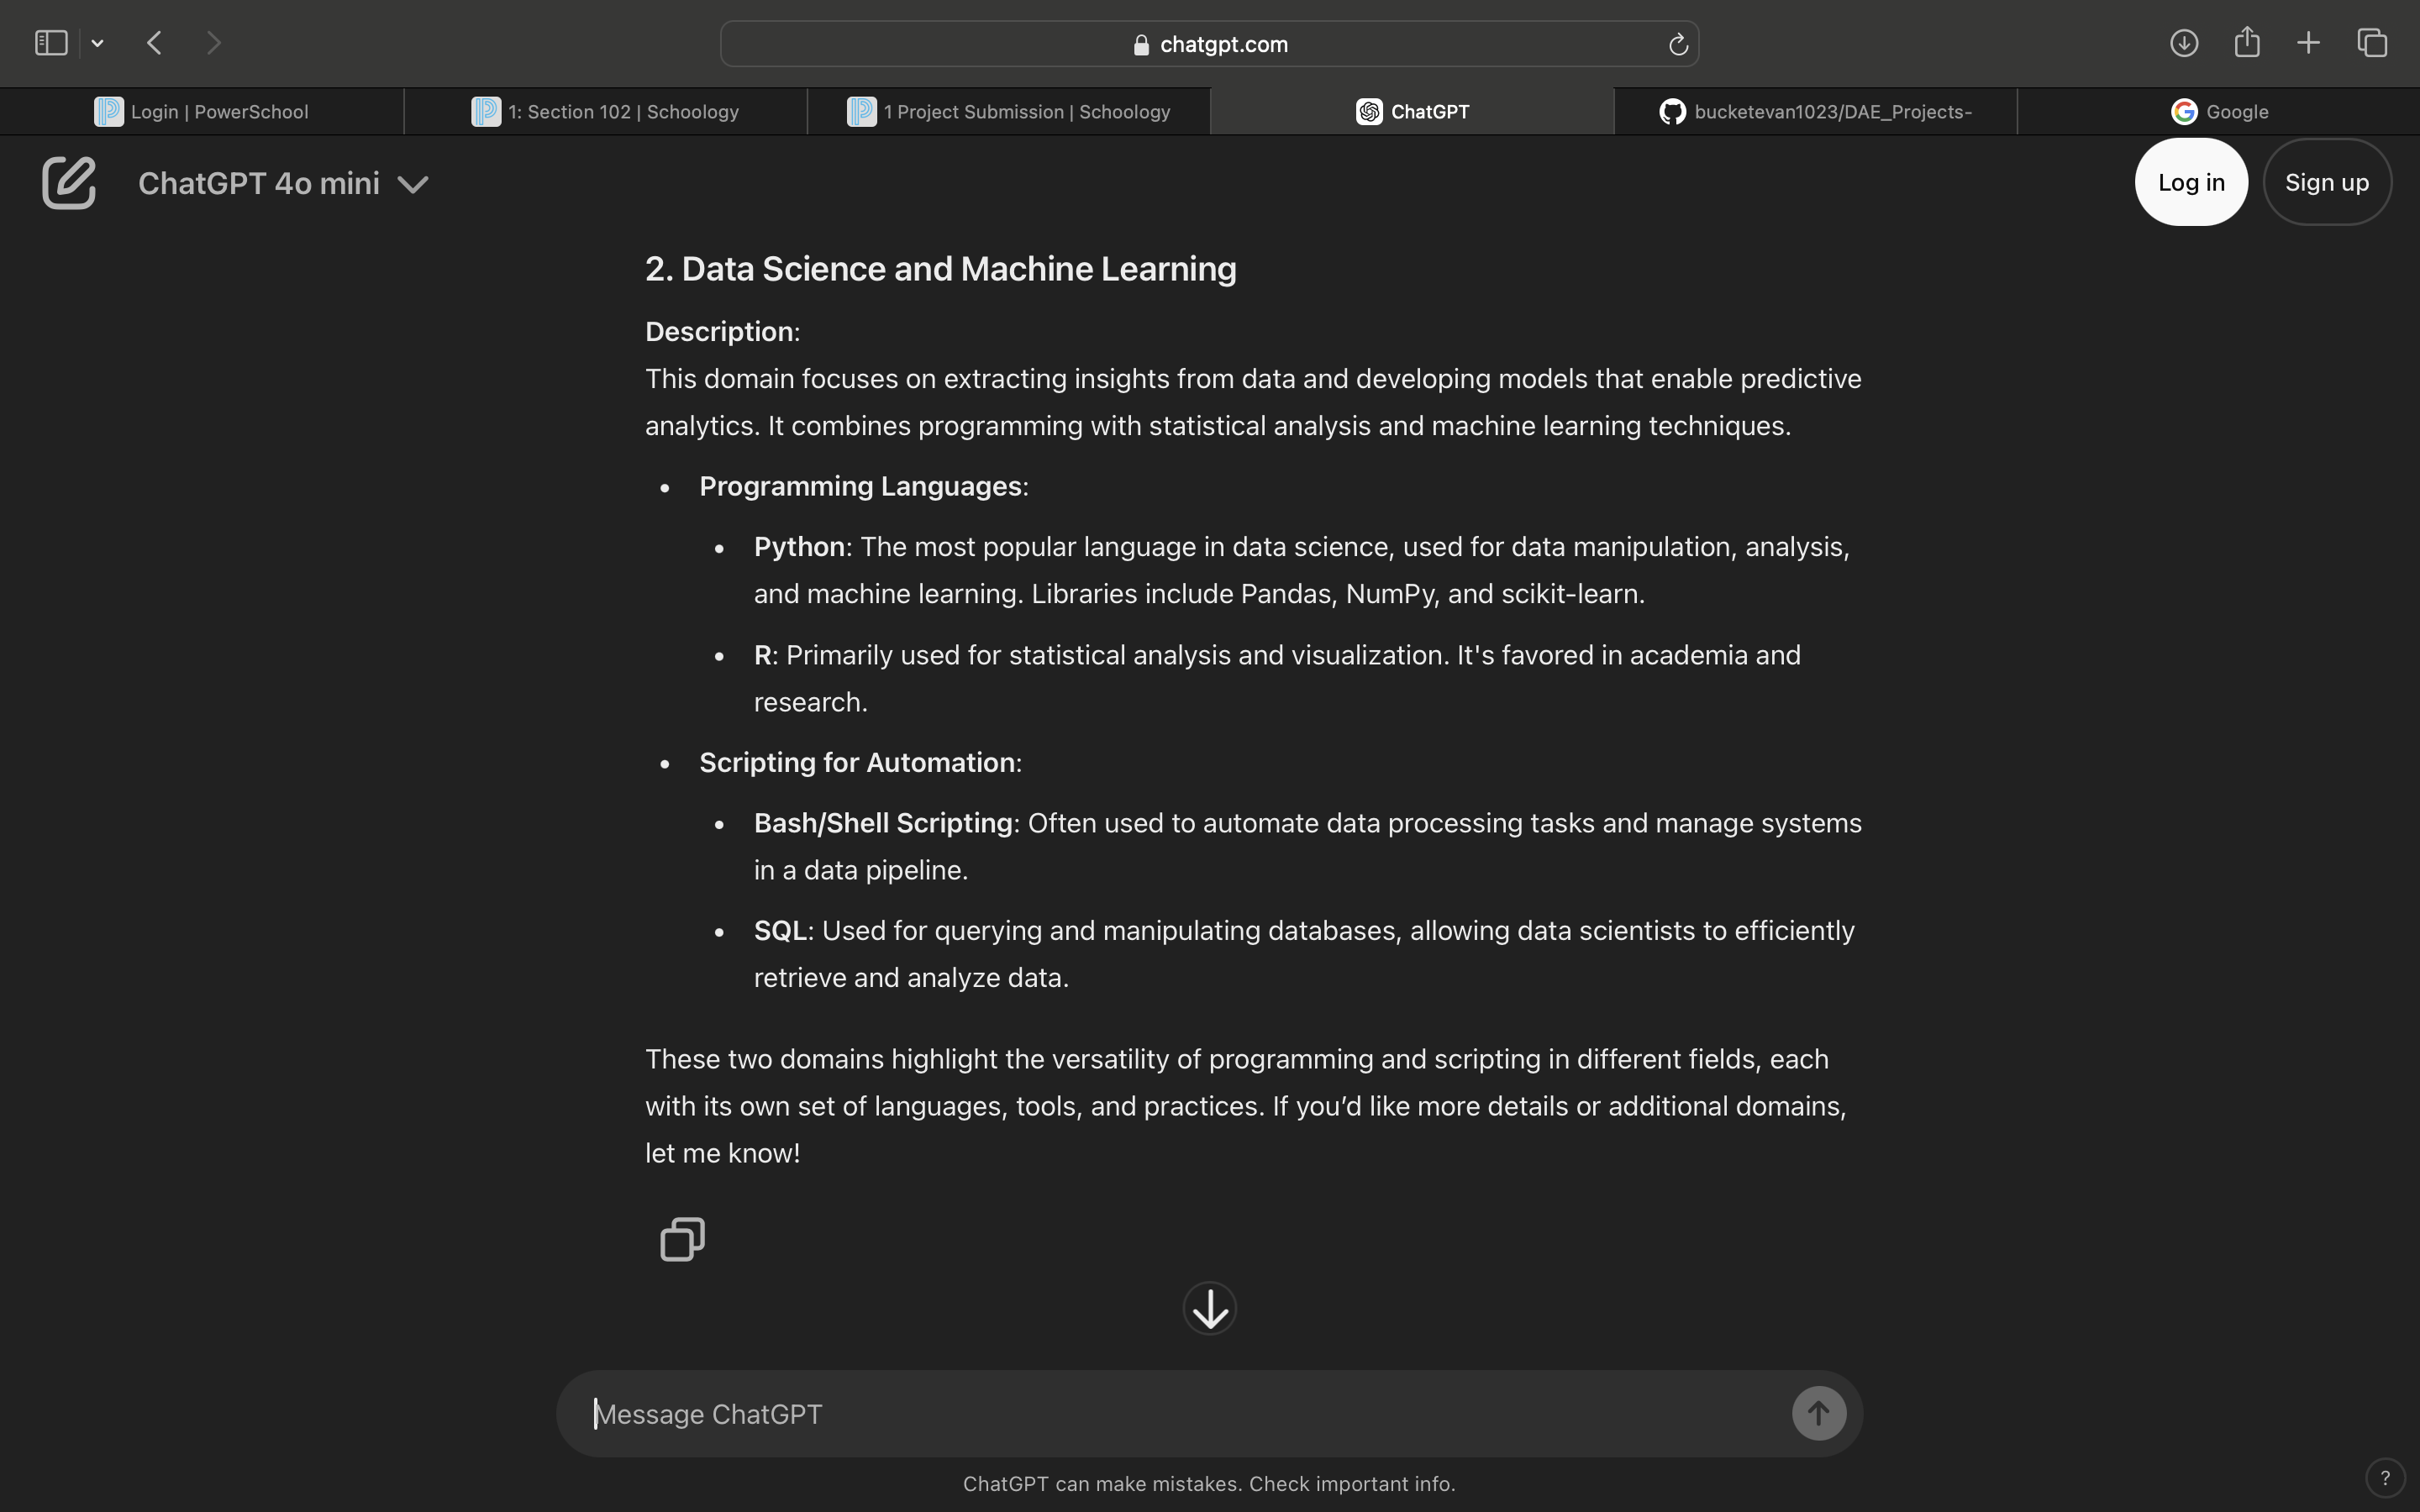 chatgpt.com
Login | PowerSchool
1: Section 102 | Schoology
1 Project Submission | Schoology
ChatGPT
bucketevan1023/DAE_Projects-
Google
ChatGPT 4o mini
Log in
Sign up
2. Data Science and Machine Learning
Description:
This domain focuses on extracting insights from data and developing models that enable predictive
analytics. It combines programming with statistical analysis and machine learning techniques.
• Programming Languages:
• Python: The most popular language in data science, used for data manipulation, analysis,
and machine learning. Libraries include Pandas, NumPy, and scikit-learn.
• R: Primarily used for statistical analysis and visualization. It's favored in academia and
research.
• Scripting for Automation:
• Bash/Shell Scripting: Often used to automate data processing tasks and manage systems
in a data pipeline.
• SQL: Used for querying and manipulating databases, allowing data scientists to efficiently
retrieve and analyze data.
These two domains highlight the versatility of programming and scripting in different fields, each
with its own set of languages, tools, and practices. If you’d like more details or additional domains,
let me know!
Message ChatGPT
ChatGPT can make mistakes. Check important info.
?